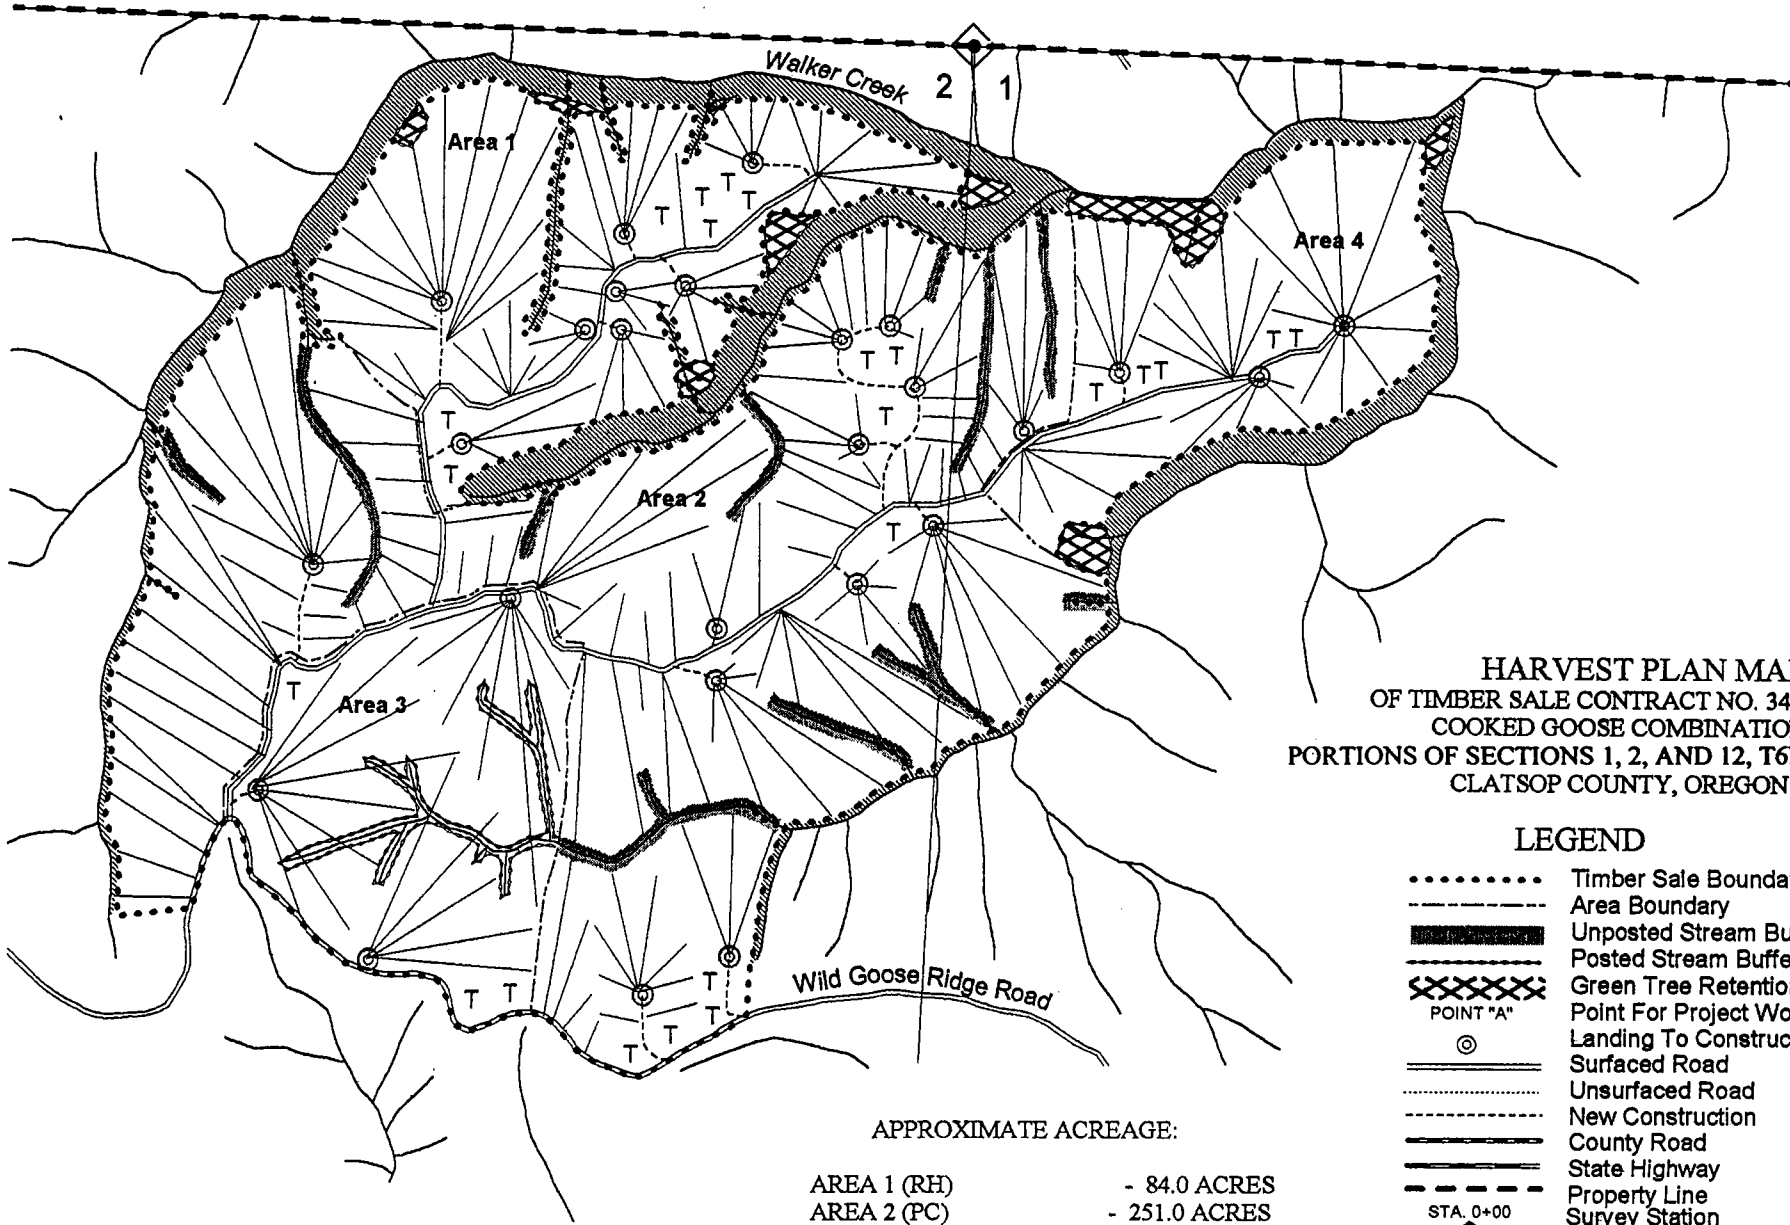 Walker Creek
2 1
Area 1
Area 4
T
T
T
T
T
T T
T T
T
T T
T
T
T
Area 2
T
T
Area 3
HARVEST PLAN MA
OF TIMBER SALE CONTRACT NO. 34
COOKED GOOSE COMBINATIO
PORTIONS OF SECTIONS 1, 2, AND 12, T6
CLATSOP COUNTY, OREGON
LEGEND
Timber Sale Bounda
Area Boundary
Unposted Stream Bu
Posted Stream Buffe
Green Tree Retention
POINT "A" Point For Project Wo
Landing To Construc
Surfaced Road
Unsurfaced Road
New Construction
County Road
State Highway
Property Line
STA. 0+00 Survey Station
Wild Goose Ridge Road
T T
T
T
T
T
APPROXIMATE ACREAGE:
AREA 1 (RH) - 84.0 ACRES
AREA 2 (PC) - 251.0 ACRES